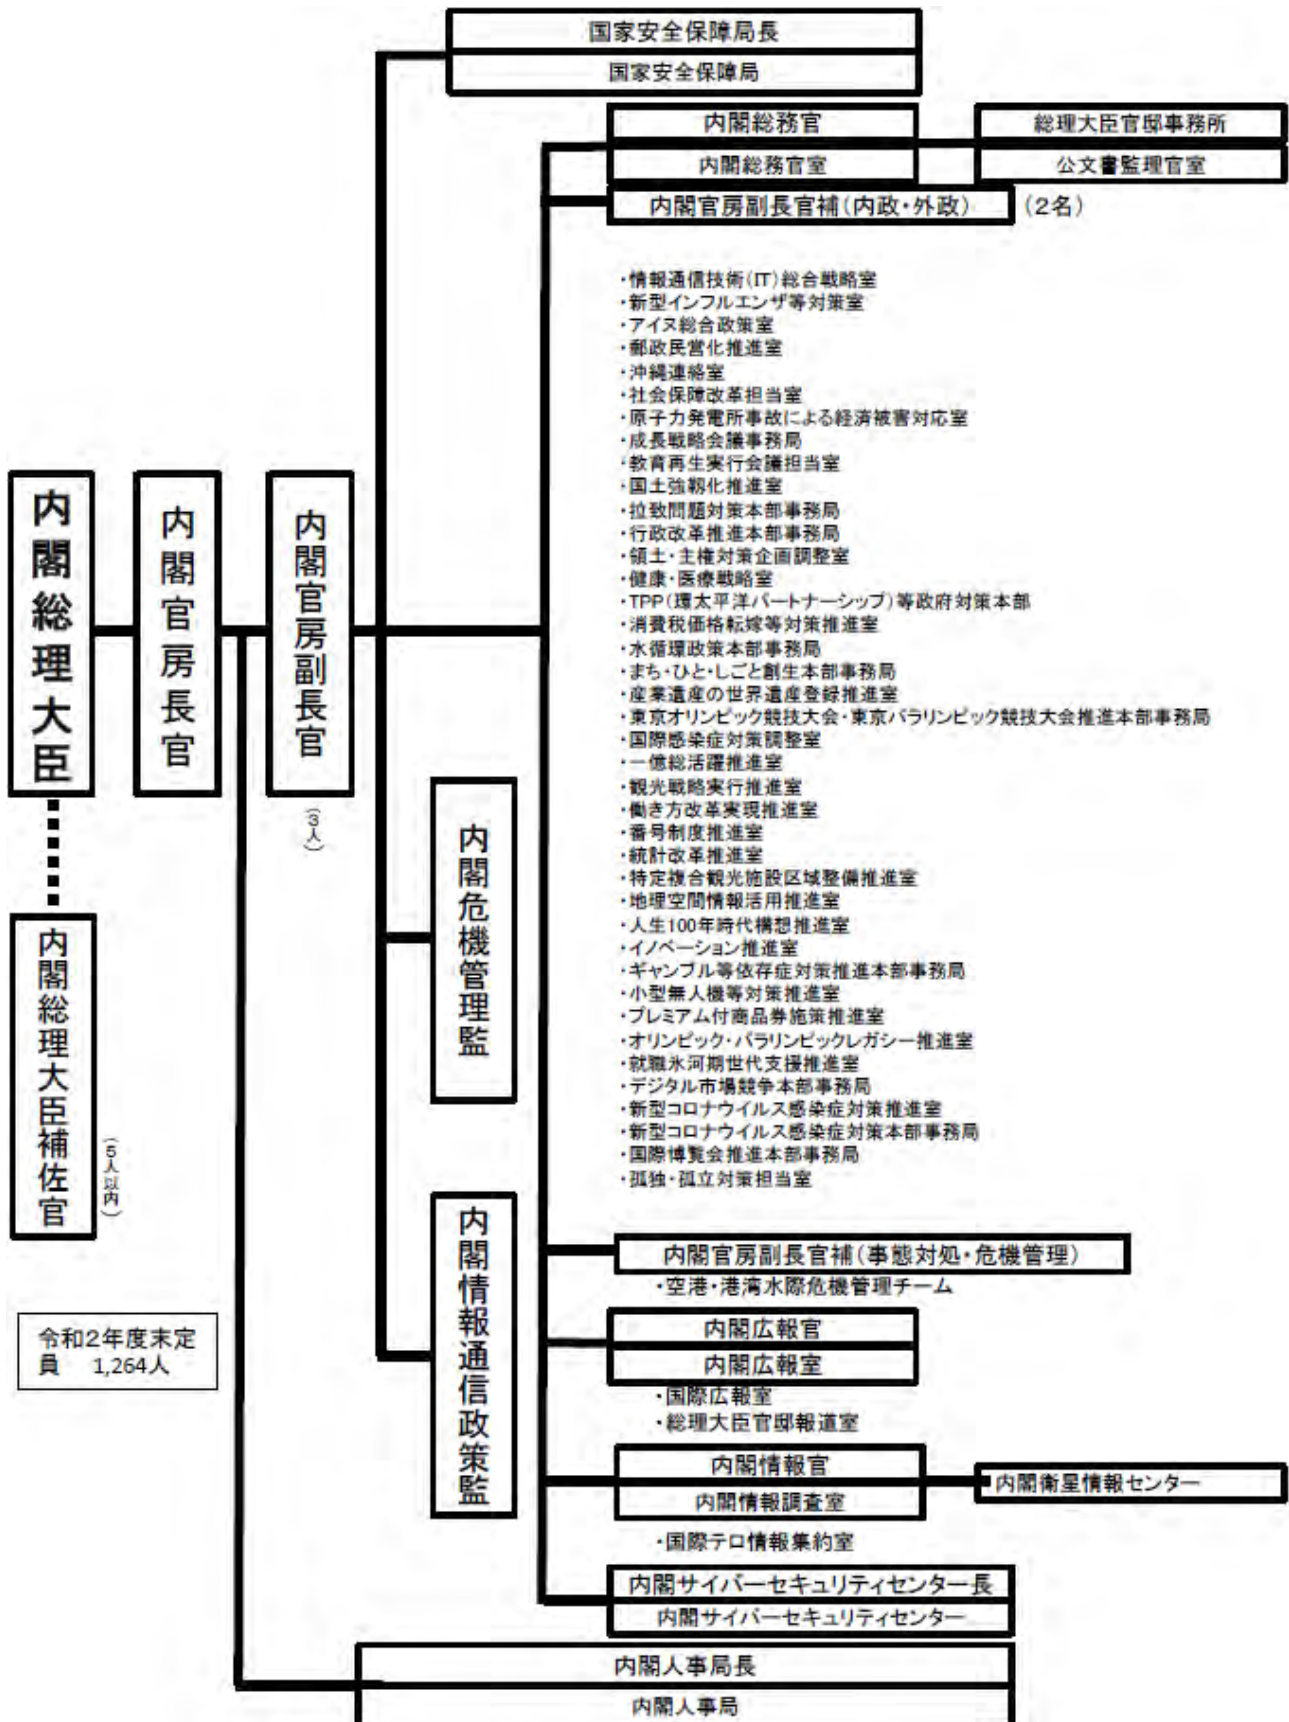 国家安全保障局長
国家安全保障局
内閣総務官
総理大臣官邸事務所
内閣総務官室
公文書監理官室
内閣官房副長官補(内政・外政)
(2名)
・情報通信技術(IT)総合戦略室
・新型インフルエンザ等対策室
・アイヌ総合政策室
・郵政民営化推進室
・沖縄連絡室
・社会保障改革担当室
・原子力発電所事故による経済被害対応室
・成長戦略会議事務局
・教育再生実行会議担当室
・国土強靱化推進室
・拉致問題対策本部事務局
・行政改革推進本部事務局
・領土・主権対策企画調整室
・健康・医療戦略室
・TPP(環太平洋パートナーシップ)等政府対策本部
・消費税価格転嫁等対策推進室
・水循環政策本部事務局
・まち・ひと・しごと創生本部事務局
・産業遺産の世界遺産登録推進室
・東京オリンピック競技大会・東京パラリンピック競技大会推進本部事務局
・国際感染症対策調整室
・一億総活躍推進室
・観光戦略実行推進室
・働き方改革実現推進室
・番号制度推進室
・統計改革推進室
・特定複合観光施設区域整備推進室
・地理空間情報活用推進室
・人生100年時代構想推進室
・イノベーション推進室
・ギャンブル等依存症対策推進本部事務局
・小型無人機等対策推進室
・プレミアム付商品券施策推進室
・オリンピック・パラリンピックレガシー推進室
・就職氷河期世代支援推進室
・デジタル市場競争本部事務局
・新型コロナウイルス感染症対策推進室
・新型コロナウイルス感染症対策本部事務局
・国際博覧会推進本部事務局
・孤独・孤立対策担当室
内閣総理大臣
内閣官房長官
内閣官房副長官
(3人)
内閣危機管理監
内閣総理大臣補佐官
(5人以内)
内閣情報通信政策監
令和2年度末定
員 1,264人
内閣官房副長官補(事態対処・危機管理)
・空港・港湾水際危機管理チーム
内閣広報官
内閣広報室
・国際広報室
・総理大臣官邸報道室
内閣情報官
内閣情報調査室
内閣衛星情報センター
・国際テロ情報集約室
内閣サイバーセキュリティセンター長
内閣サイバーセキュリティセンター
内閣人事局長
内閣人事局